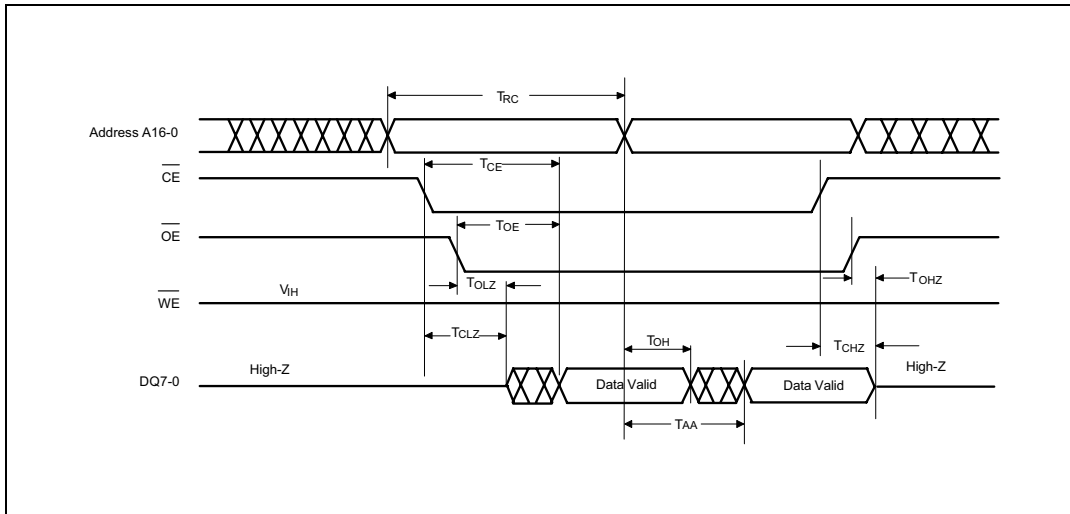 TRC
Address A16-0
TCE
CE
TOE
OE
TOHZ
TOLZ
VIH
WE
TCLZ
TOH
TCHZ
High-Z
High-Z
DQ7-0
Data Valid
Data Valid
TAA